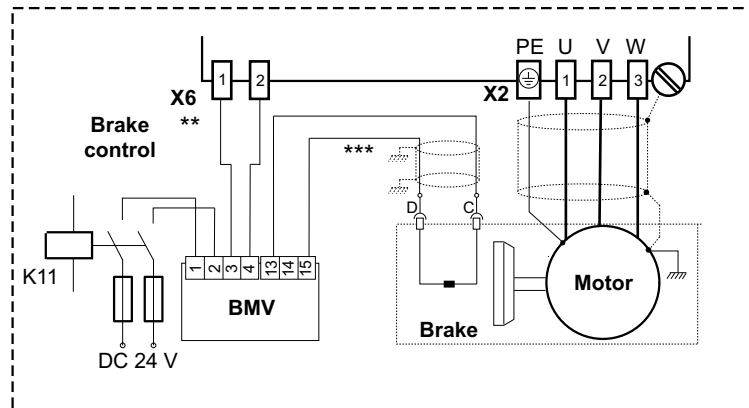 PE U V W
1 2 1 2 3
X6 X2
**
Brake
control
***
D C
K11
1 2 3 4 13 14 15
BMV
Motor
Brake
DC 24 V